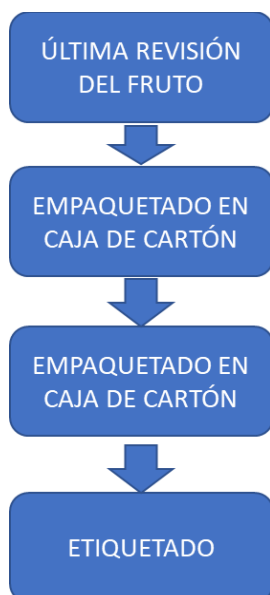 ÚLTIMA REVISIÓN
DEL FRUTO
EMPAQUETADO EN
CAJA DE CARTÓN
EMPAQUETADO EN
CAJA DE CARTÓN
ETIQUETADO